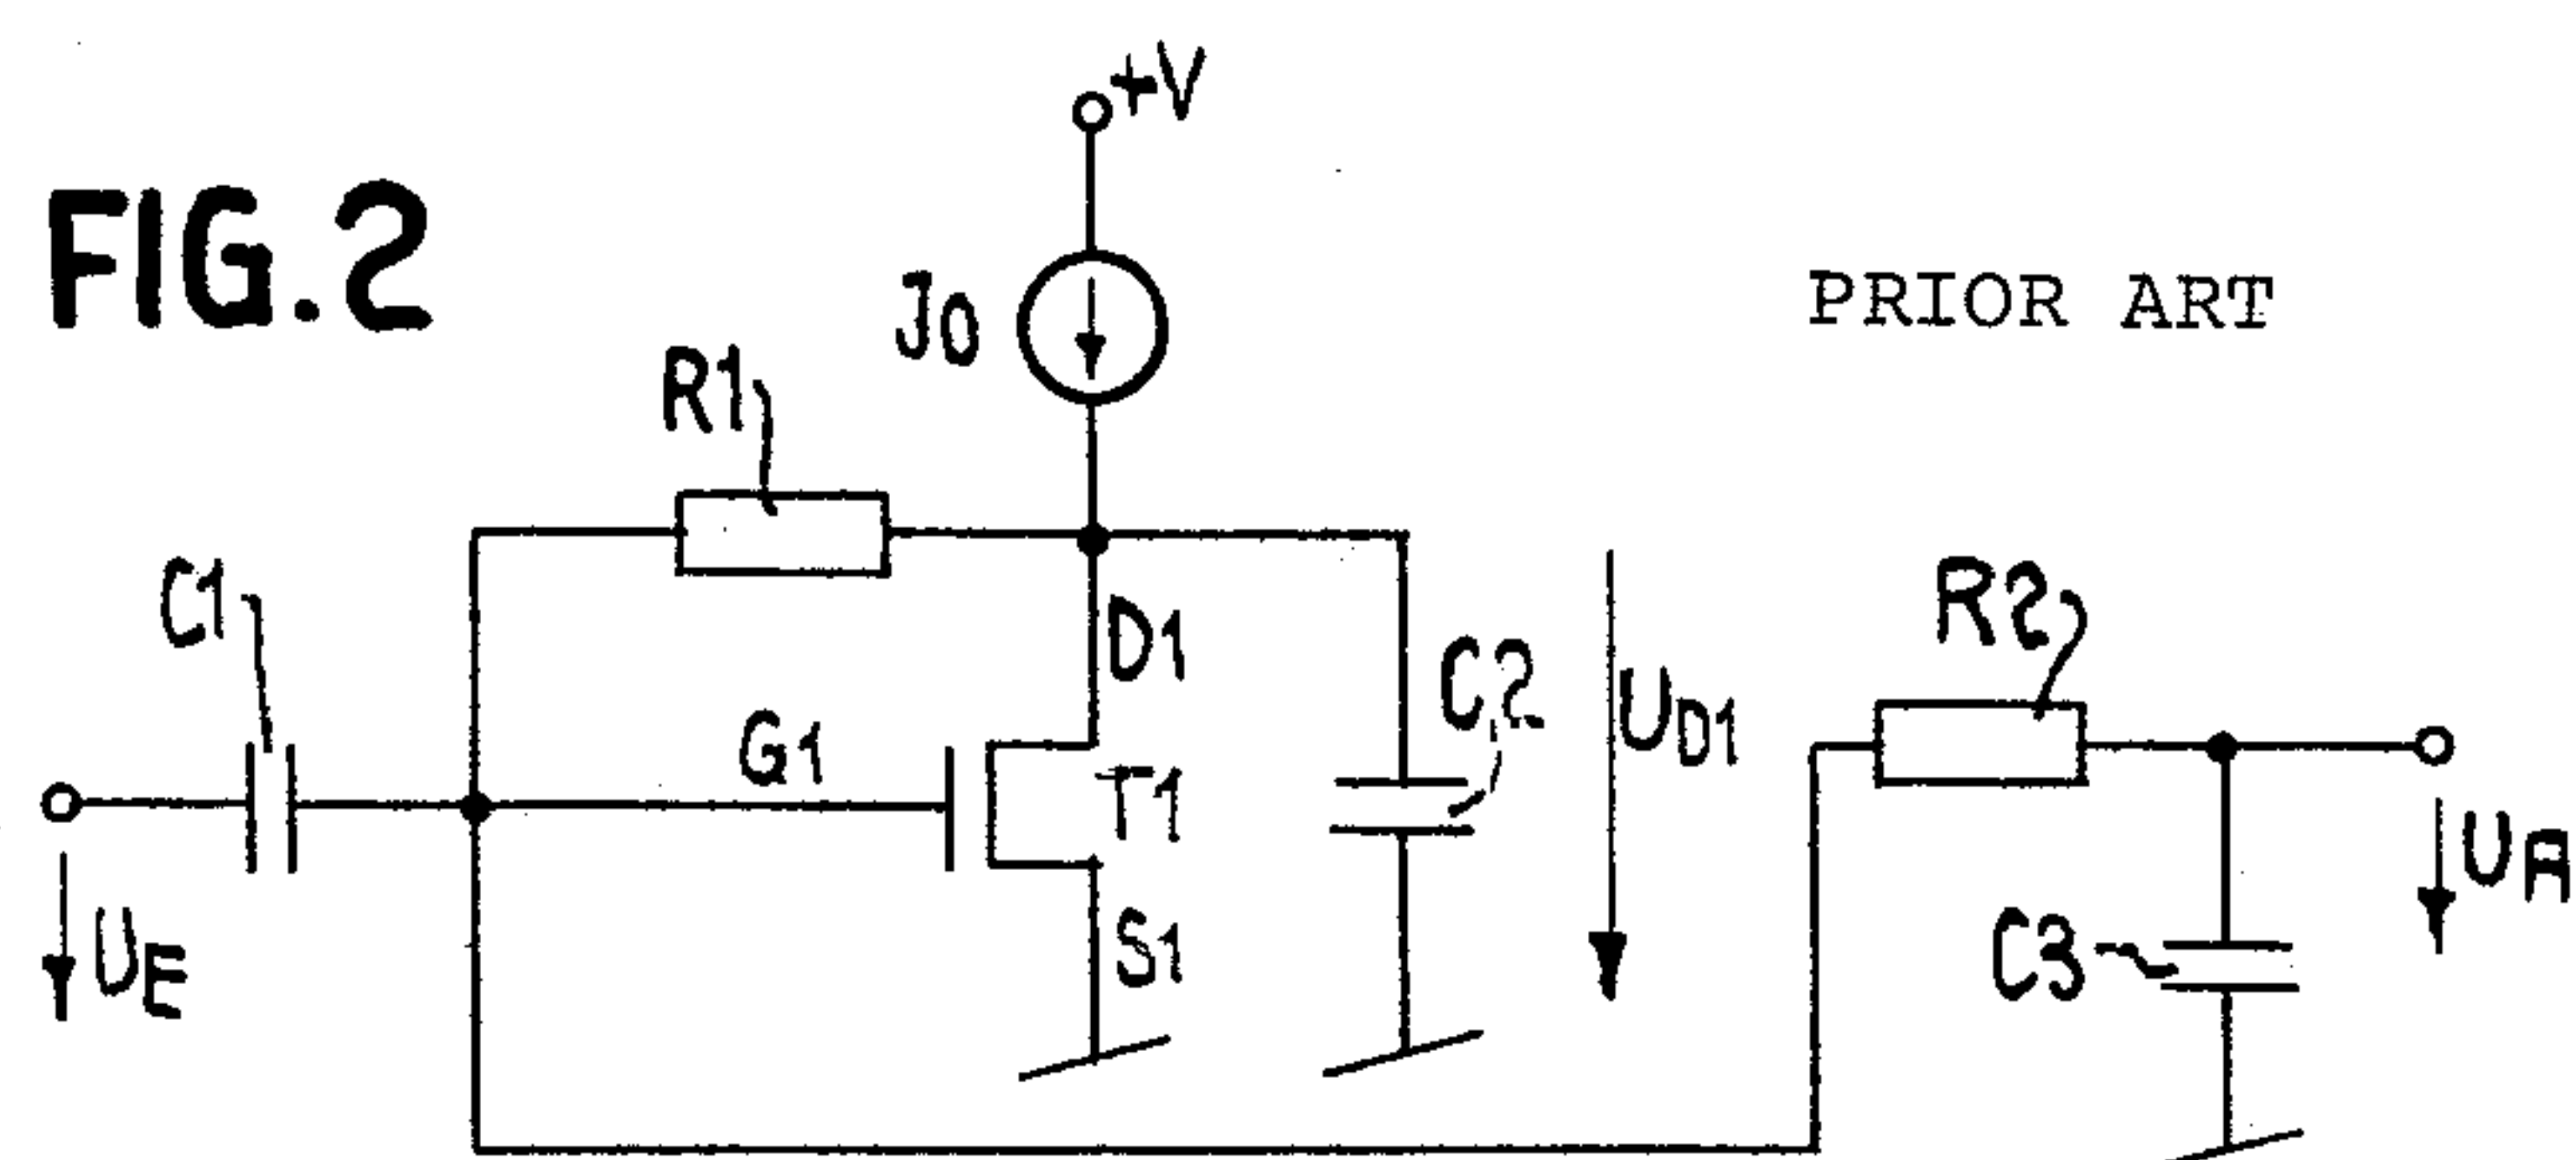 +V
FIG.2
J0
PRIOR ART
R1
C1
D1
R2
C2
UD1
G1
T1
UA
UE
S1
C3